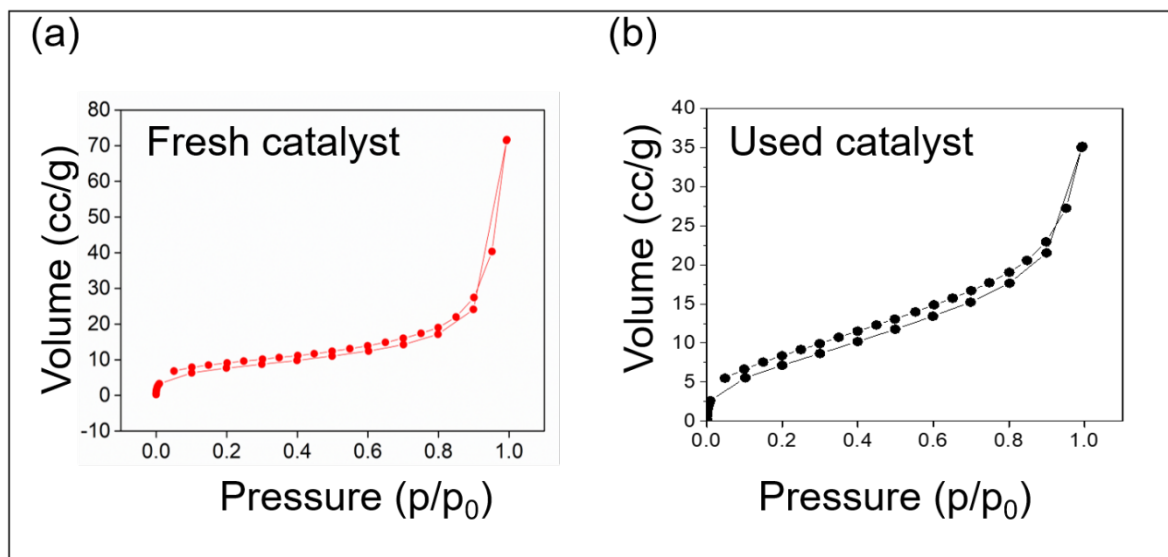 (a)
Fresh catalyst
Volume (cc/g)
80
70
60
50
40
30
20
10
0
-10
0.0 0.2 0.4 0.6 0.8 1.0
Pressure (p/p₀)
(b)
Used catalyst
Volume (cc/g)
40
35
30
25
20
15
10
5
0
0.0 0.2 0.4 0.6 0.8 1.0
Pressure (p/p₀)